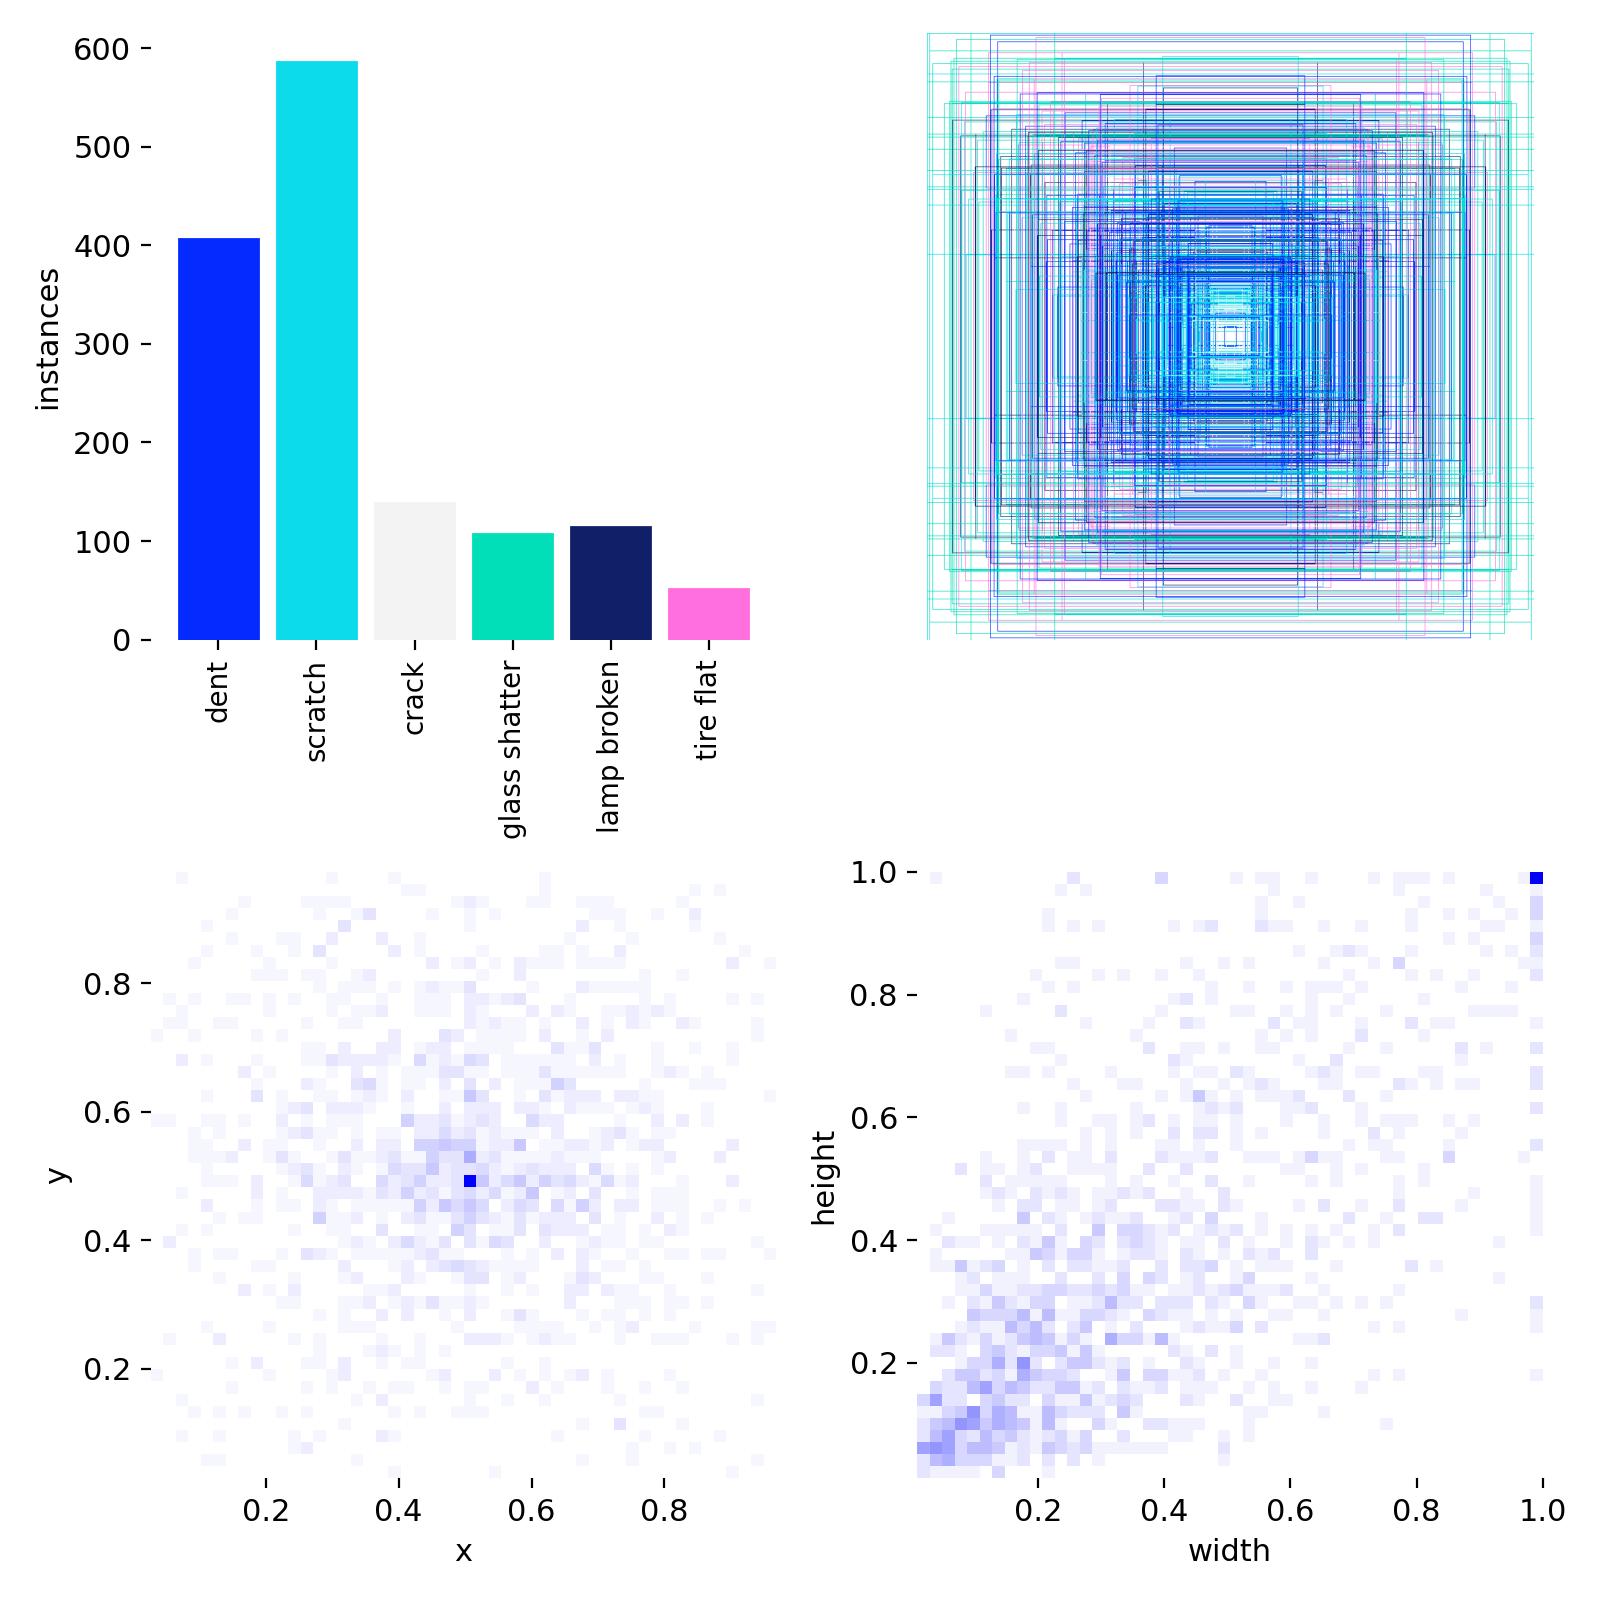 600
500
400
300
200
100
0
instances
dent
scratch
crack
glass shatter
lamp broken
tire flat
0.8
0.6
0.4
0.2
y
0.2 0.4 0.6 0.8
x
1.0
0.8
0.6
0.4
0.2
height
0.2 0.4 0.6 0.8 1.0
width